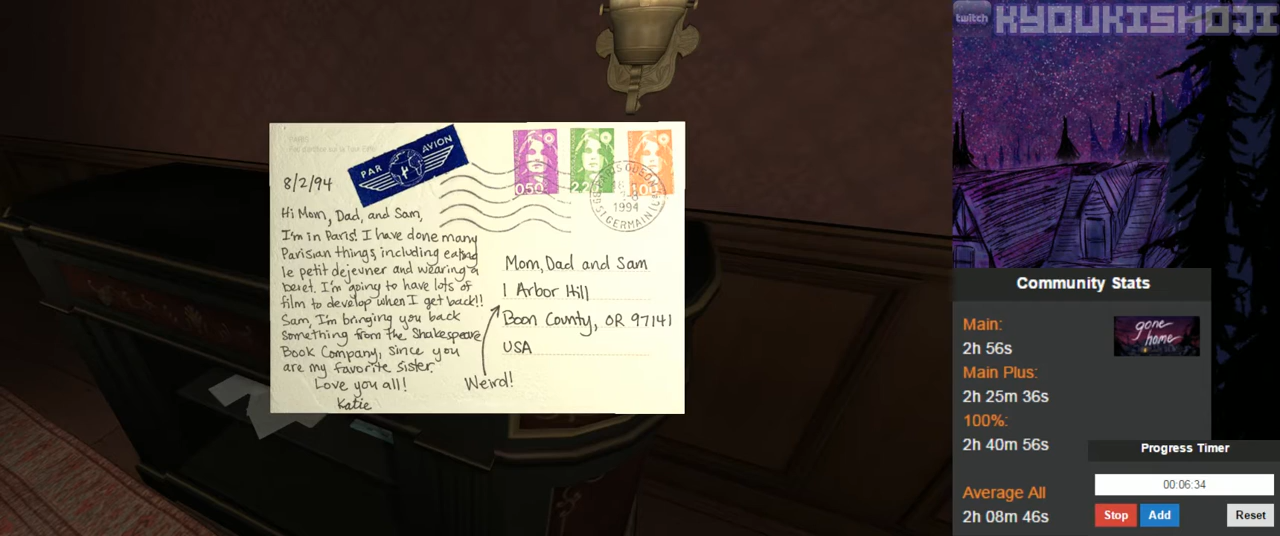 twitch KYOUKISHOJI
PARIS
PAR AVION
8/2/94
Hi Mom, Dad, and Sam,
I'm in Paris! I have done many
Parisian things, including eating
le petit dejeuner and wearing a
beret. I'm going to have lots of
film to develop when I get back!!
Sam, I'm bringing you back
something from the Shakespeare
Book Company, since you
are my favorite sister.
Love you all!
Katie
0,50
1994
ST GERMAIN
Mom, Dad and Sam
1 Arbor Hill
Boon County, OR 97141
USA
Weird!
Community Stats
Main:
2h 56s
gone
home
Main Plus:
2h 25m 36s
100%:
2h 40m 56s
Average All
2h 08m 46s
Progress Timer
00:06:34
Stop Add Reset